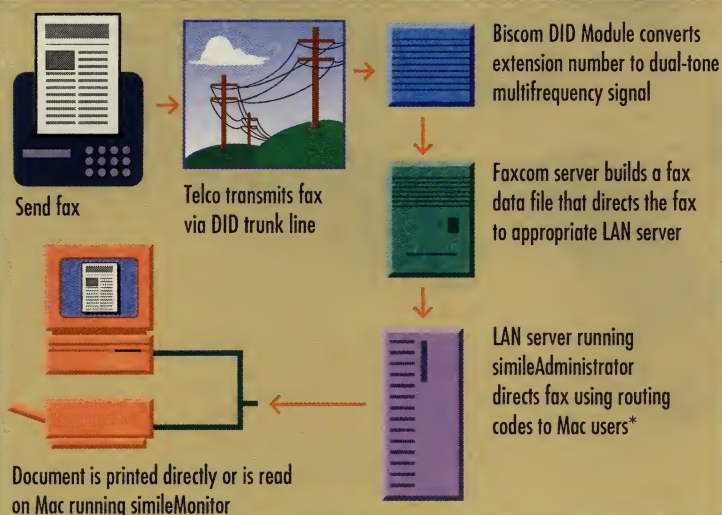 Send fax
Telco transmits fax
via DID trunk line
Biscom DID Module converts
extension number to dual-tone
multifrequency signal
Faxcom server builds a fax
data file that directs the fax
to appropriate LAN server
LAN server running
simileAdministrator
directs fax using routing
codes to Mac users*
Document is printed directly or is read
on Mac running simileMonitor